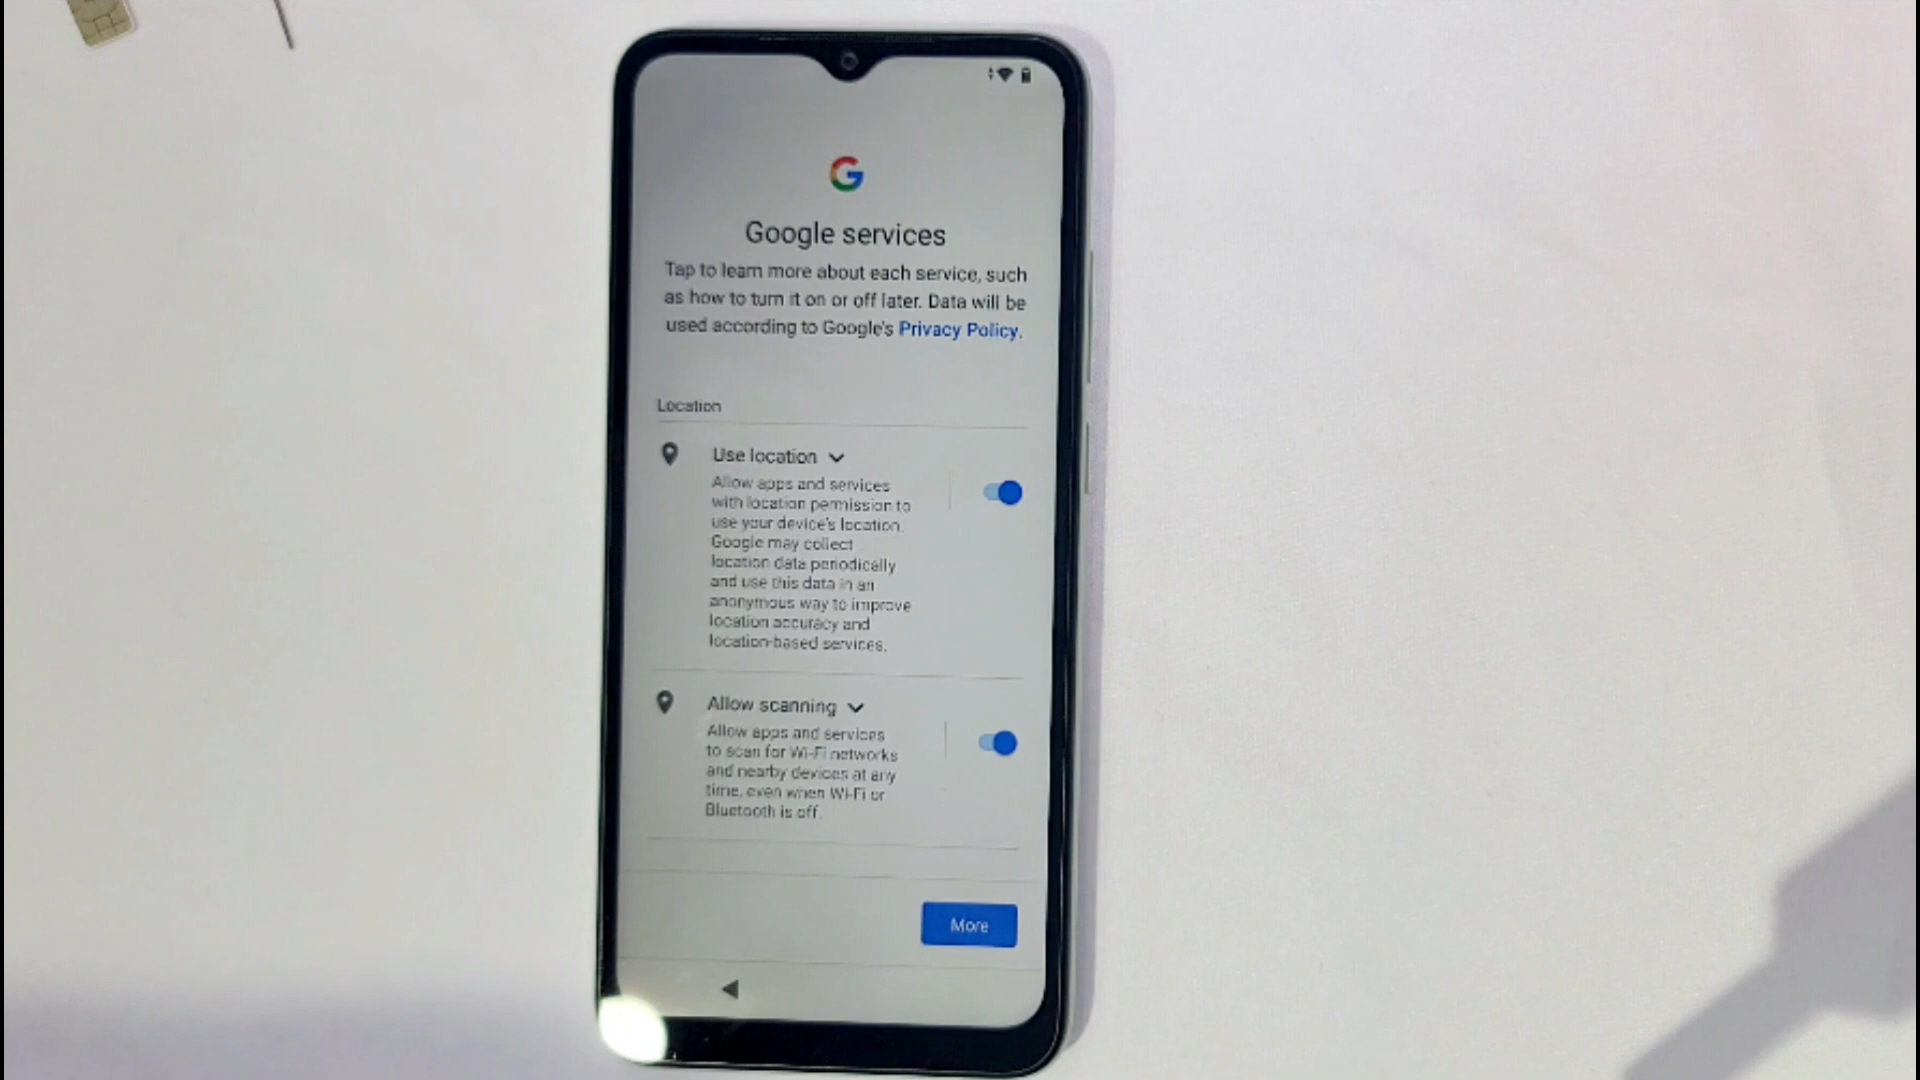 Google services
Tap to learn more about each service, such
as how to turn it on or off later. Data will be
used according to Google's Privacy Policy.
Location
Use location
Allow apps and services
with location permission to
use your device's location.
Google may collect
location data periodically
and use this data in an
anonymous way to improve
location accuracy and
location-based services.
Allow scanning
Allow apps and services
to scan for Wi-Fi networks
and nearby devices at any
time, even when Wi-Fi or
Bluetooth is off.
More